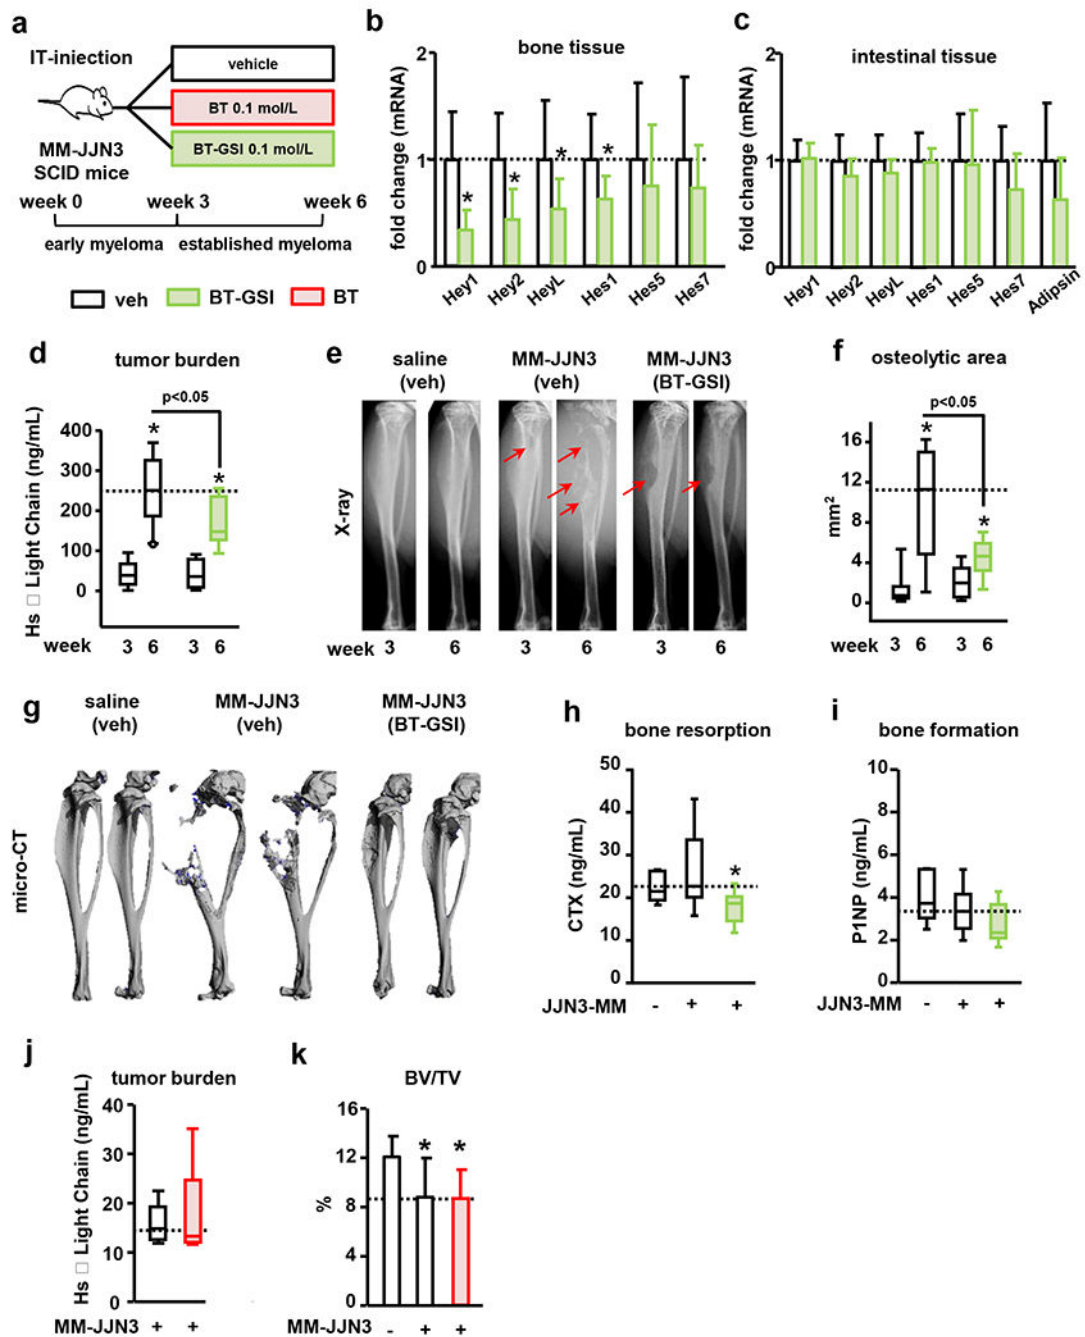 a
IT-injection
MM-JJN3
SCID mice
vehicle
BT 0.1 mol/L
BT-GSI 0.1 mol/L
week 0 week 3 week 6
early myeloma established myeloma
veh BT-GSI BT
b
bone tissue
fold change (mRNA)
2
1
0
* * * *
Hey1 Hey2 HeyL Hes1 Hes5 Hes7
c
intestinal tissue
fold change (mRNA)
2
1
0
Hey1 Hey2 HeyL Hes1 Hes5 Hes7 Adipsin
d
tumor burden
p<0.05
Hs □ Light Chain (ng/mL)
400
300
200
100
0
* *
week 3 6 3 6
e
saline
(veh)
MM-JJN3
(veh)
MM-JJN3
(BT-GSI)
X-ray
week 3 6 3 6 3 6
f
osteolytic area
p<0.05
mm²
16
12
8
4
0
* *
week 3 6 3 6
g
saline
(veh)
MM-JJN3
(veh)
MM-JJN3
(BT-GSI)
micro-CT
h
bone resorption
CTX (ng/mL)
50
40
30
20
10
0
*
JJN3-MM - + +
i
bone formation
P1NP (ng/mL)
10
8
6
4
2
0
JJN3-MM - + +
j
tumor burden
Hs □ Light Chain (ng/mL)
40
30
20
10
0
MM-JJN3 + +
k
BV/TV
%
16
12
8
4
0
* *
MM-JJN3 - + +